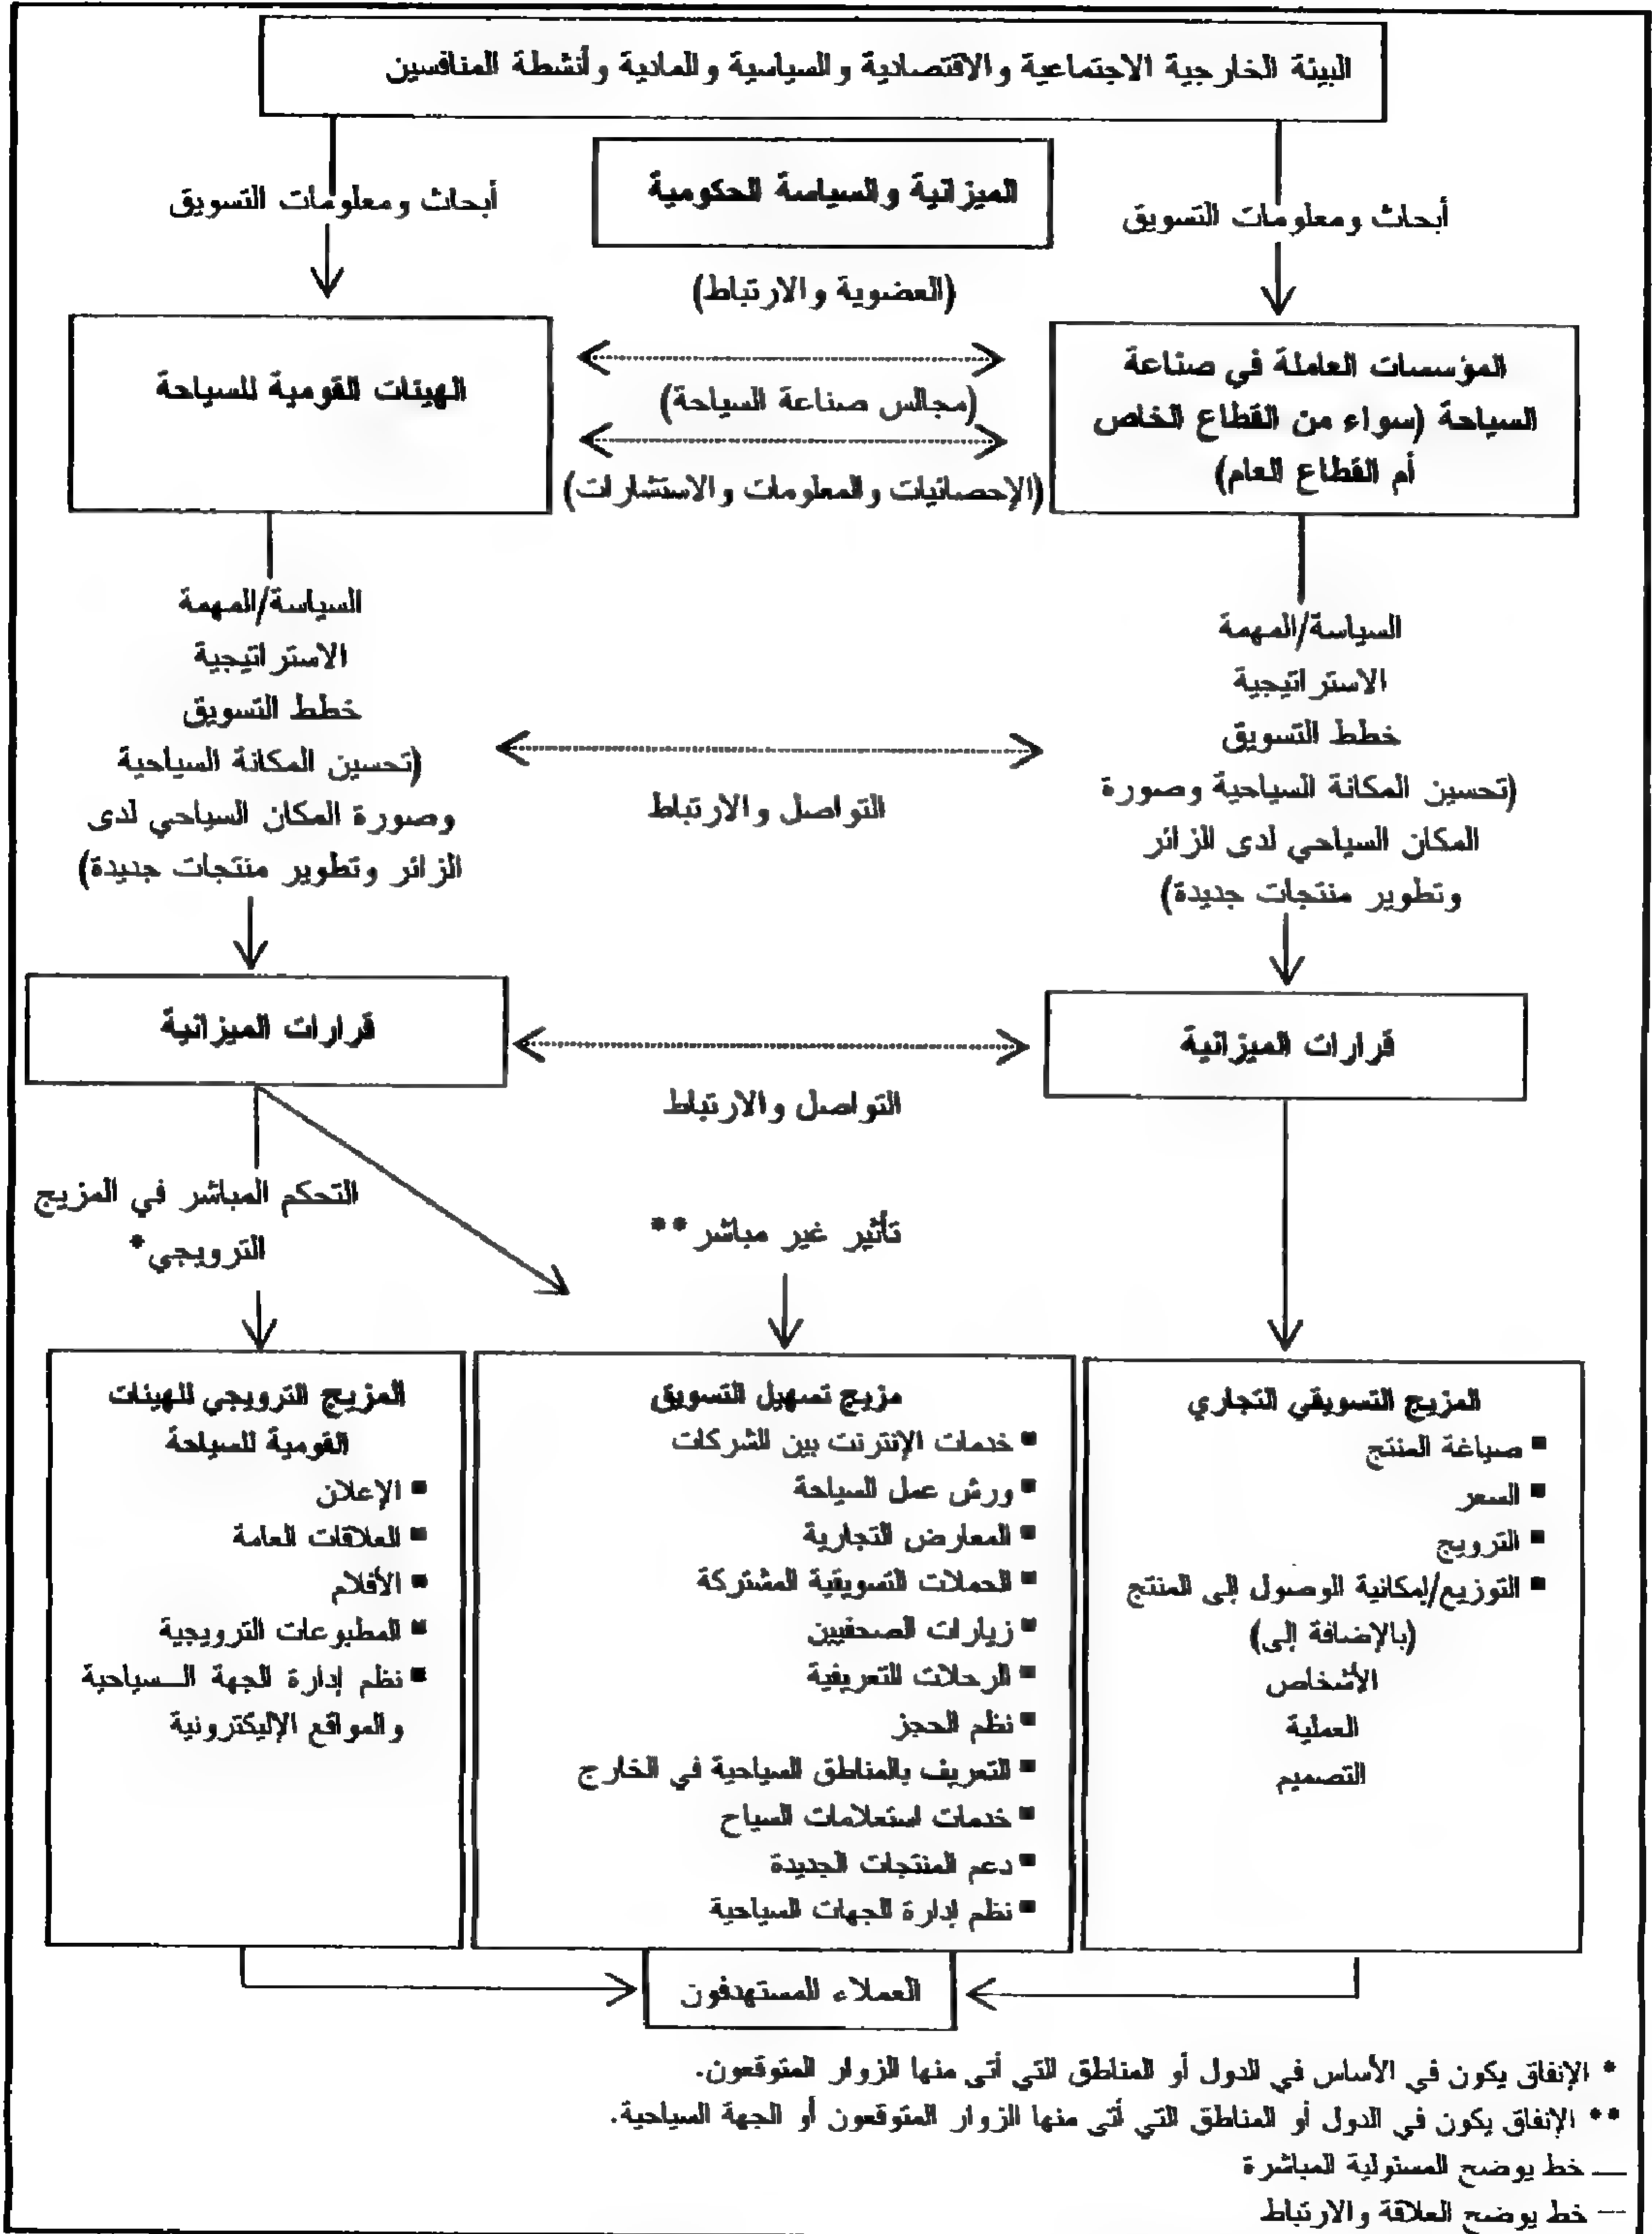 البيئة الخارجية الاجتماعية والاقتصادية والسياسية والمادية وأنشطة المنافسين
الميزانية والسياسة الحكومية
أبحاث ومعلومات التسويق
أبحاث ومعلومات التسويق
(العضوية والارتباط)
المؤسسات العاملة في صناعة
السياحة (سواء من القطاع الخاص
أم القطاع العام)
(مجالس صناعة السياحة)
(الإحصائيات والمعلومات والاستشارات)
الهيئات القومية للسياحة
السياسة/المهمة
الاستراتيجية
خطط التسويق
(تحسين المكانة السياحية وصورة
المكان السياحي لدى الزائر
وتطوير منتجات جديدة)
التواصل والارتباط
السياسة/المهمة
الاستراتيجية
خطط التسويق
(تحسين المكانة السياحية
وصورة المكان السياحي لدى
الزائر وتطوير منتجات جديدة)
قرارات الميزانية
التواصل والارتباط
قرارات الميزانية
تأثير غير مباشر**
التحكم المباشر في المزيج
الترويجي*
المزيج التسويقي التجاري
▪ صياغة المنتج
▪ السعر
▪ الترويج
▪ التوزيع/إمكانية الوصول إلى المنتج
(بالإضافة إلى)
الأشخاص
العملية
التصميم
مزيج تسهيل التسويق
▪ خدمات الإنترنت بين الشركات
▪ ورش عمل السياحة
▪ المعارض التجارية
▪ الحملات التسويقية المشتركة
▪ زيارات الصحفيين
▪ الرحلات التعريفية
▪ نظم الحجز
▪ التعريف بالمناطق السياحية في الخارج
▪ خدمات استعلامات السياح
▪ دعم المنتجات الجديدة
▪ نظم إدارة الجهات السياحية
المزيج الترويجي للهيئات
القومية للسياحة
▪ الإعلان
▪ العلاقات العامة
▪ الأفلام
▪ المطبوعات الترويجية
▪ نظم إدارة الجهة السياحية
والمواقع الإليكترونية
العملاء المستهدفون
* الإنفاق يكون في الأساس في الدول أو المناطق التي أتى منها الزوار المتوقعون.
** الإنفاق يكون في الدول أو المناطق التي أتى منها الزوار المتوقعون أو الجهة السياحية.
— خط يوضح المسئولية المباشرة
--- خط يوضح العلاقة والارتباط